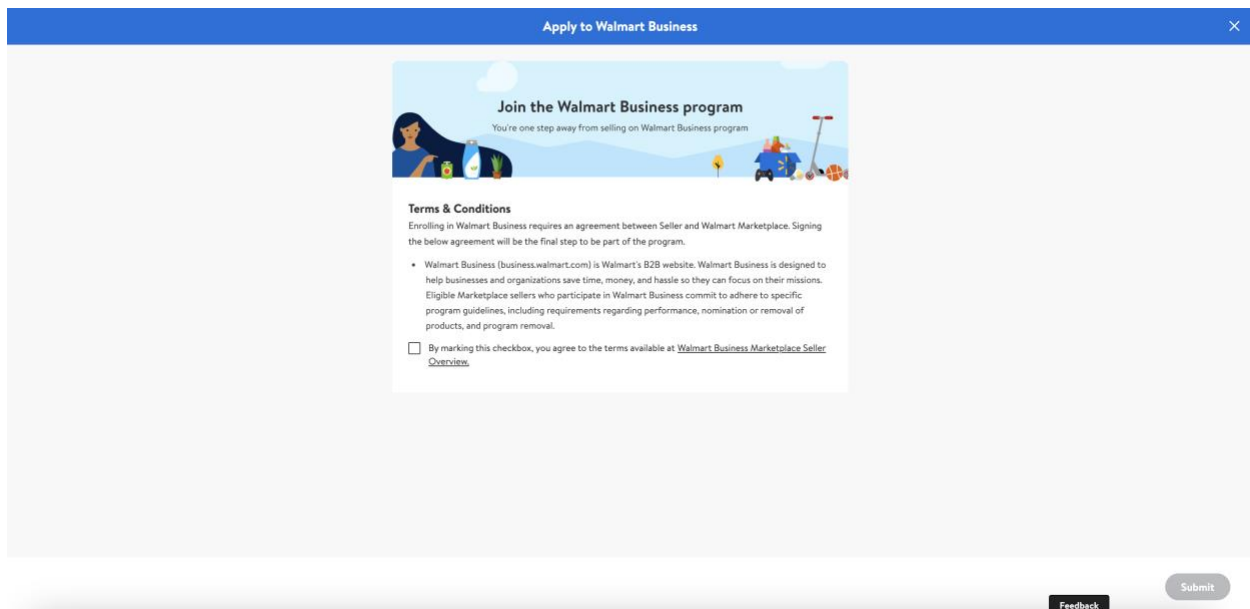 Apply to Walmart Business
Join the Walmart Business program
You're one step away from selling on Walmart Business program
Terms & Conditions
Enrolling in Walmart Business requires an agreement between Seller and Walmart Marketplace. Signing
the below agreement will be the final step to be part of the program.
• Walmart Business (business.walmart.com) is Walmart's B2B website. Walmart Business is designed to
help businesses and organizations save time, money, and hassle so they can focus on their missions.
Eligible Marketplace sellers who participate in Walmart Business commit to adhere to specific
program guidelines, including requirements regarding performance, nomination or removal of
products, and program removal.
By marking this checkbox, you agree to the terms available at Walmart Business Marketplace Seller
Overview.
Submit
Feedback